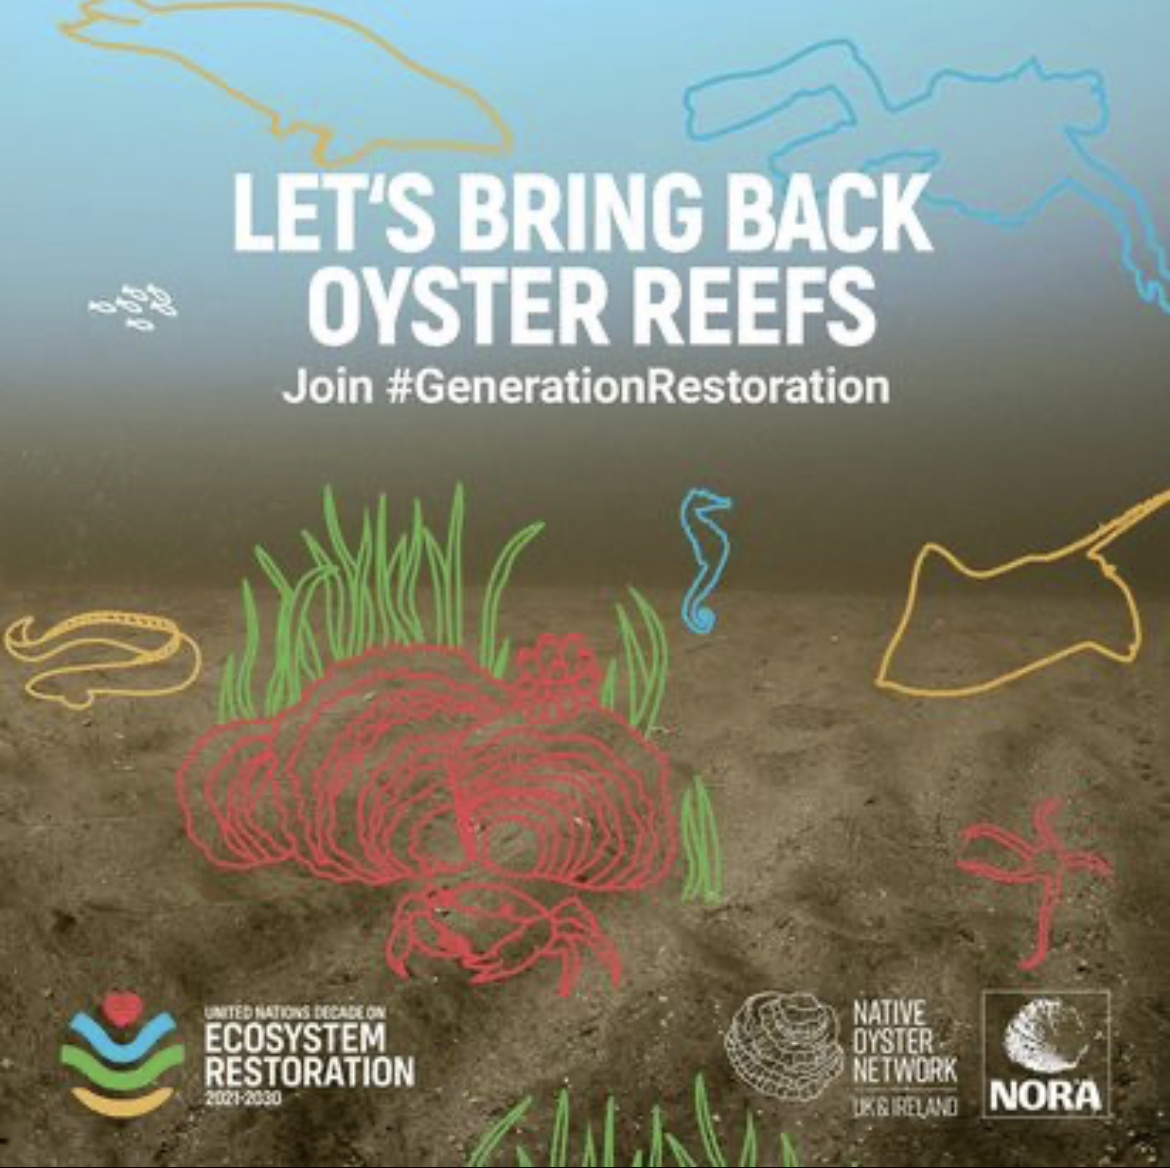 LET'S BRING BACK
OYSTER REEFS
Join #GenerationRestoration
UNITED NATIONS DECADE ON
ECOSYSTEM
RESTORATION
2021-2030
NATIVE
OYSTER
NETWORK
UK & IRELAND
NORA